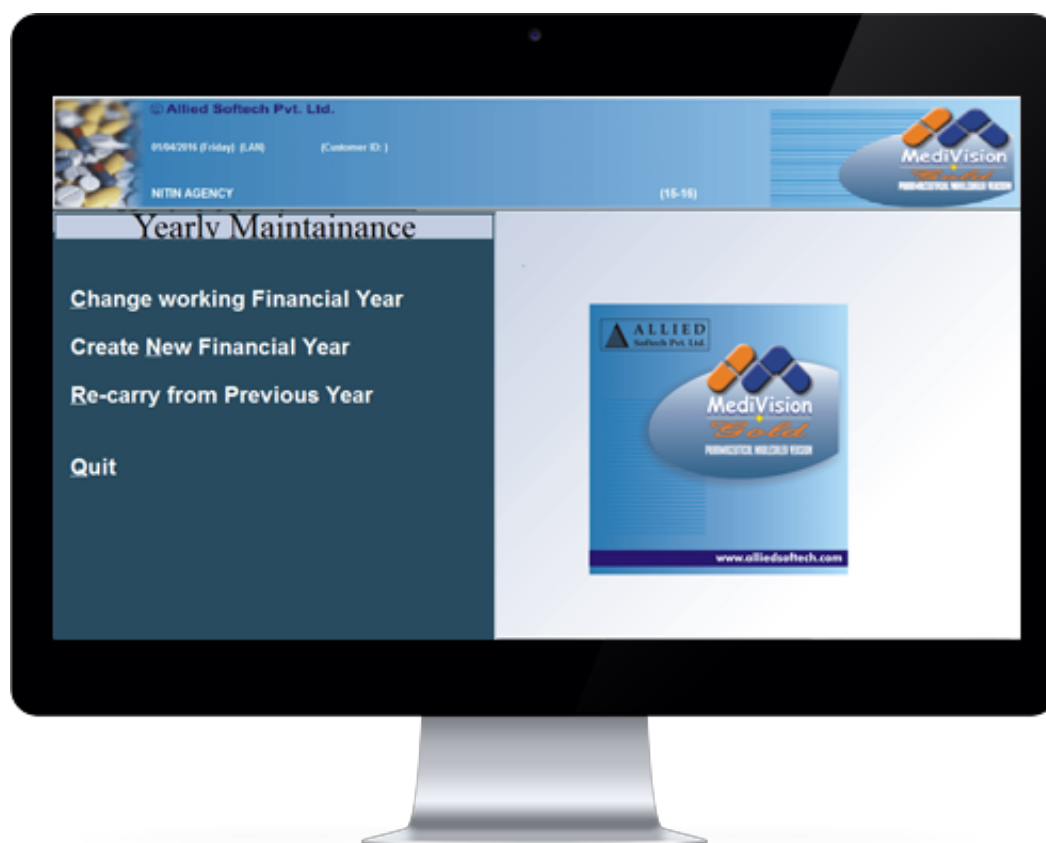 © Allied Softech Pvt. Ltd.
01/04/2016 (Friday) (LAN) (Customer ID: )
NITIN AGENCY (15-16)
MediVision
Gold
Yearly Maintainance
Change working Financial Year
Create New Financial Year
Re-carry from Previous Year
Quit
ALLIED
Softech Pvt. Ltd.
MediVision
Gold
www.alliedsoftech.com